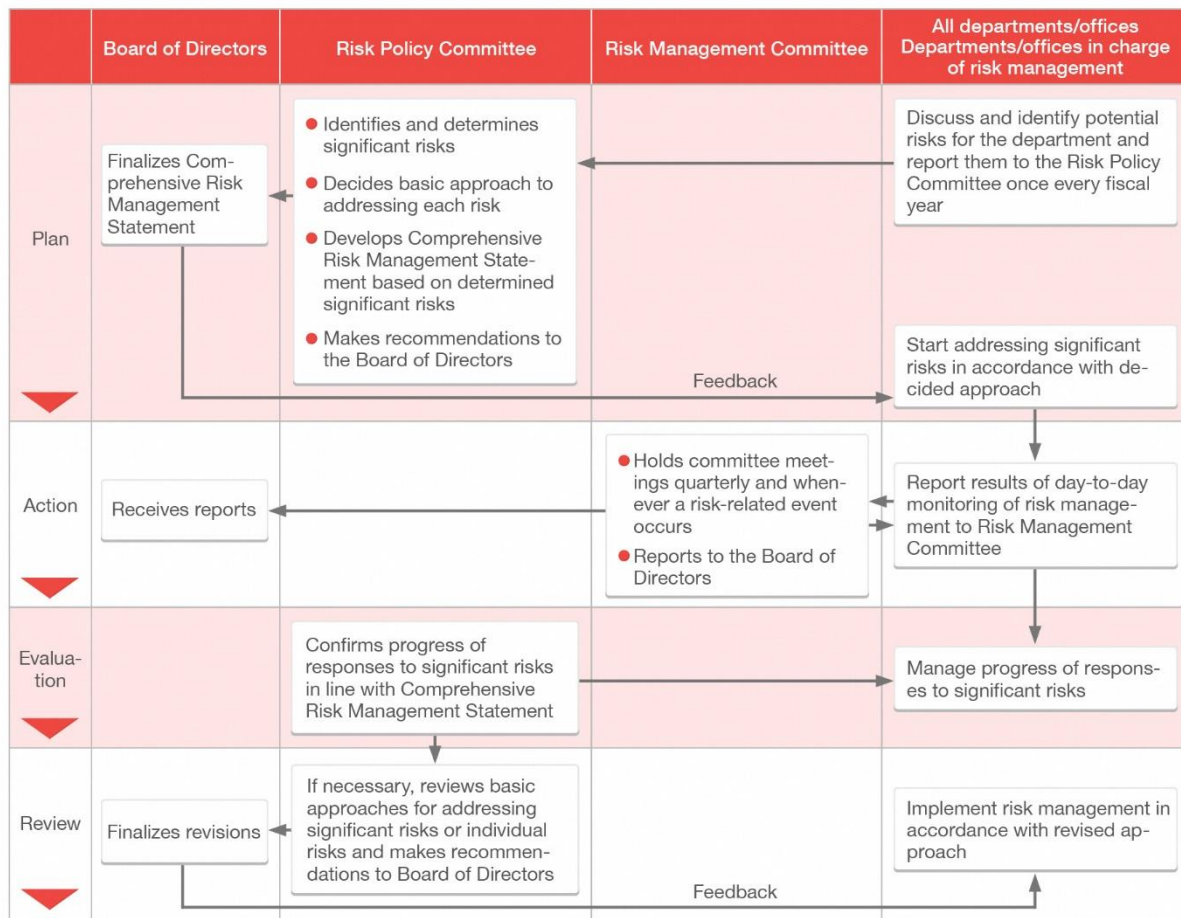 Board of Directors
Risk Policy Committee
Risk Management Committee
All departments/offices
Departments/offices in charge
of risk management
Plan
Finalizes Com-
prehensive Risk
Management
Statement
Identifies and determines
significant risks
Decides basic approach to
addressing each risk
Develops Comprehensive
Risk Management State-
ment based on determined
significant risks
Makes recommendations to
the Board of Directors
Discuss and identify potential
risks for the department and
report them to the Risk Policy
Committee once every fiscal
year
Feedback
Start addressing significant
risks in accordance with de-
cided approach
Action
Receives reports
Holds committee meet-
ings quarterly and when-
ever a risk-related event
occurs
Reports to the Board of
Directors
Report results of day-to-day
monitoring of risk manage-
ment to Risk Management
Committee
Evalua-
tion
Confirms progress of
responses to significant risks
in line with Comprehensive
Risk Management Statement
Manage progress of respons-
es to significant risks
Review
Finalizes revisions
If necessary, reviews basic
approaches for addressing
significant risks or individual
risks and makes recommen-
dations to Board of Directors
Implement risk management in
accordance with revised ap-
proach
Feedback